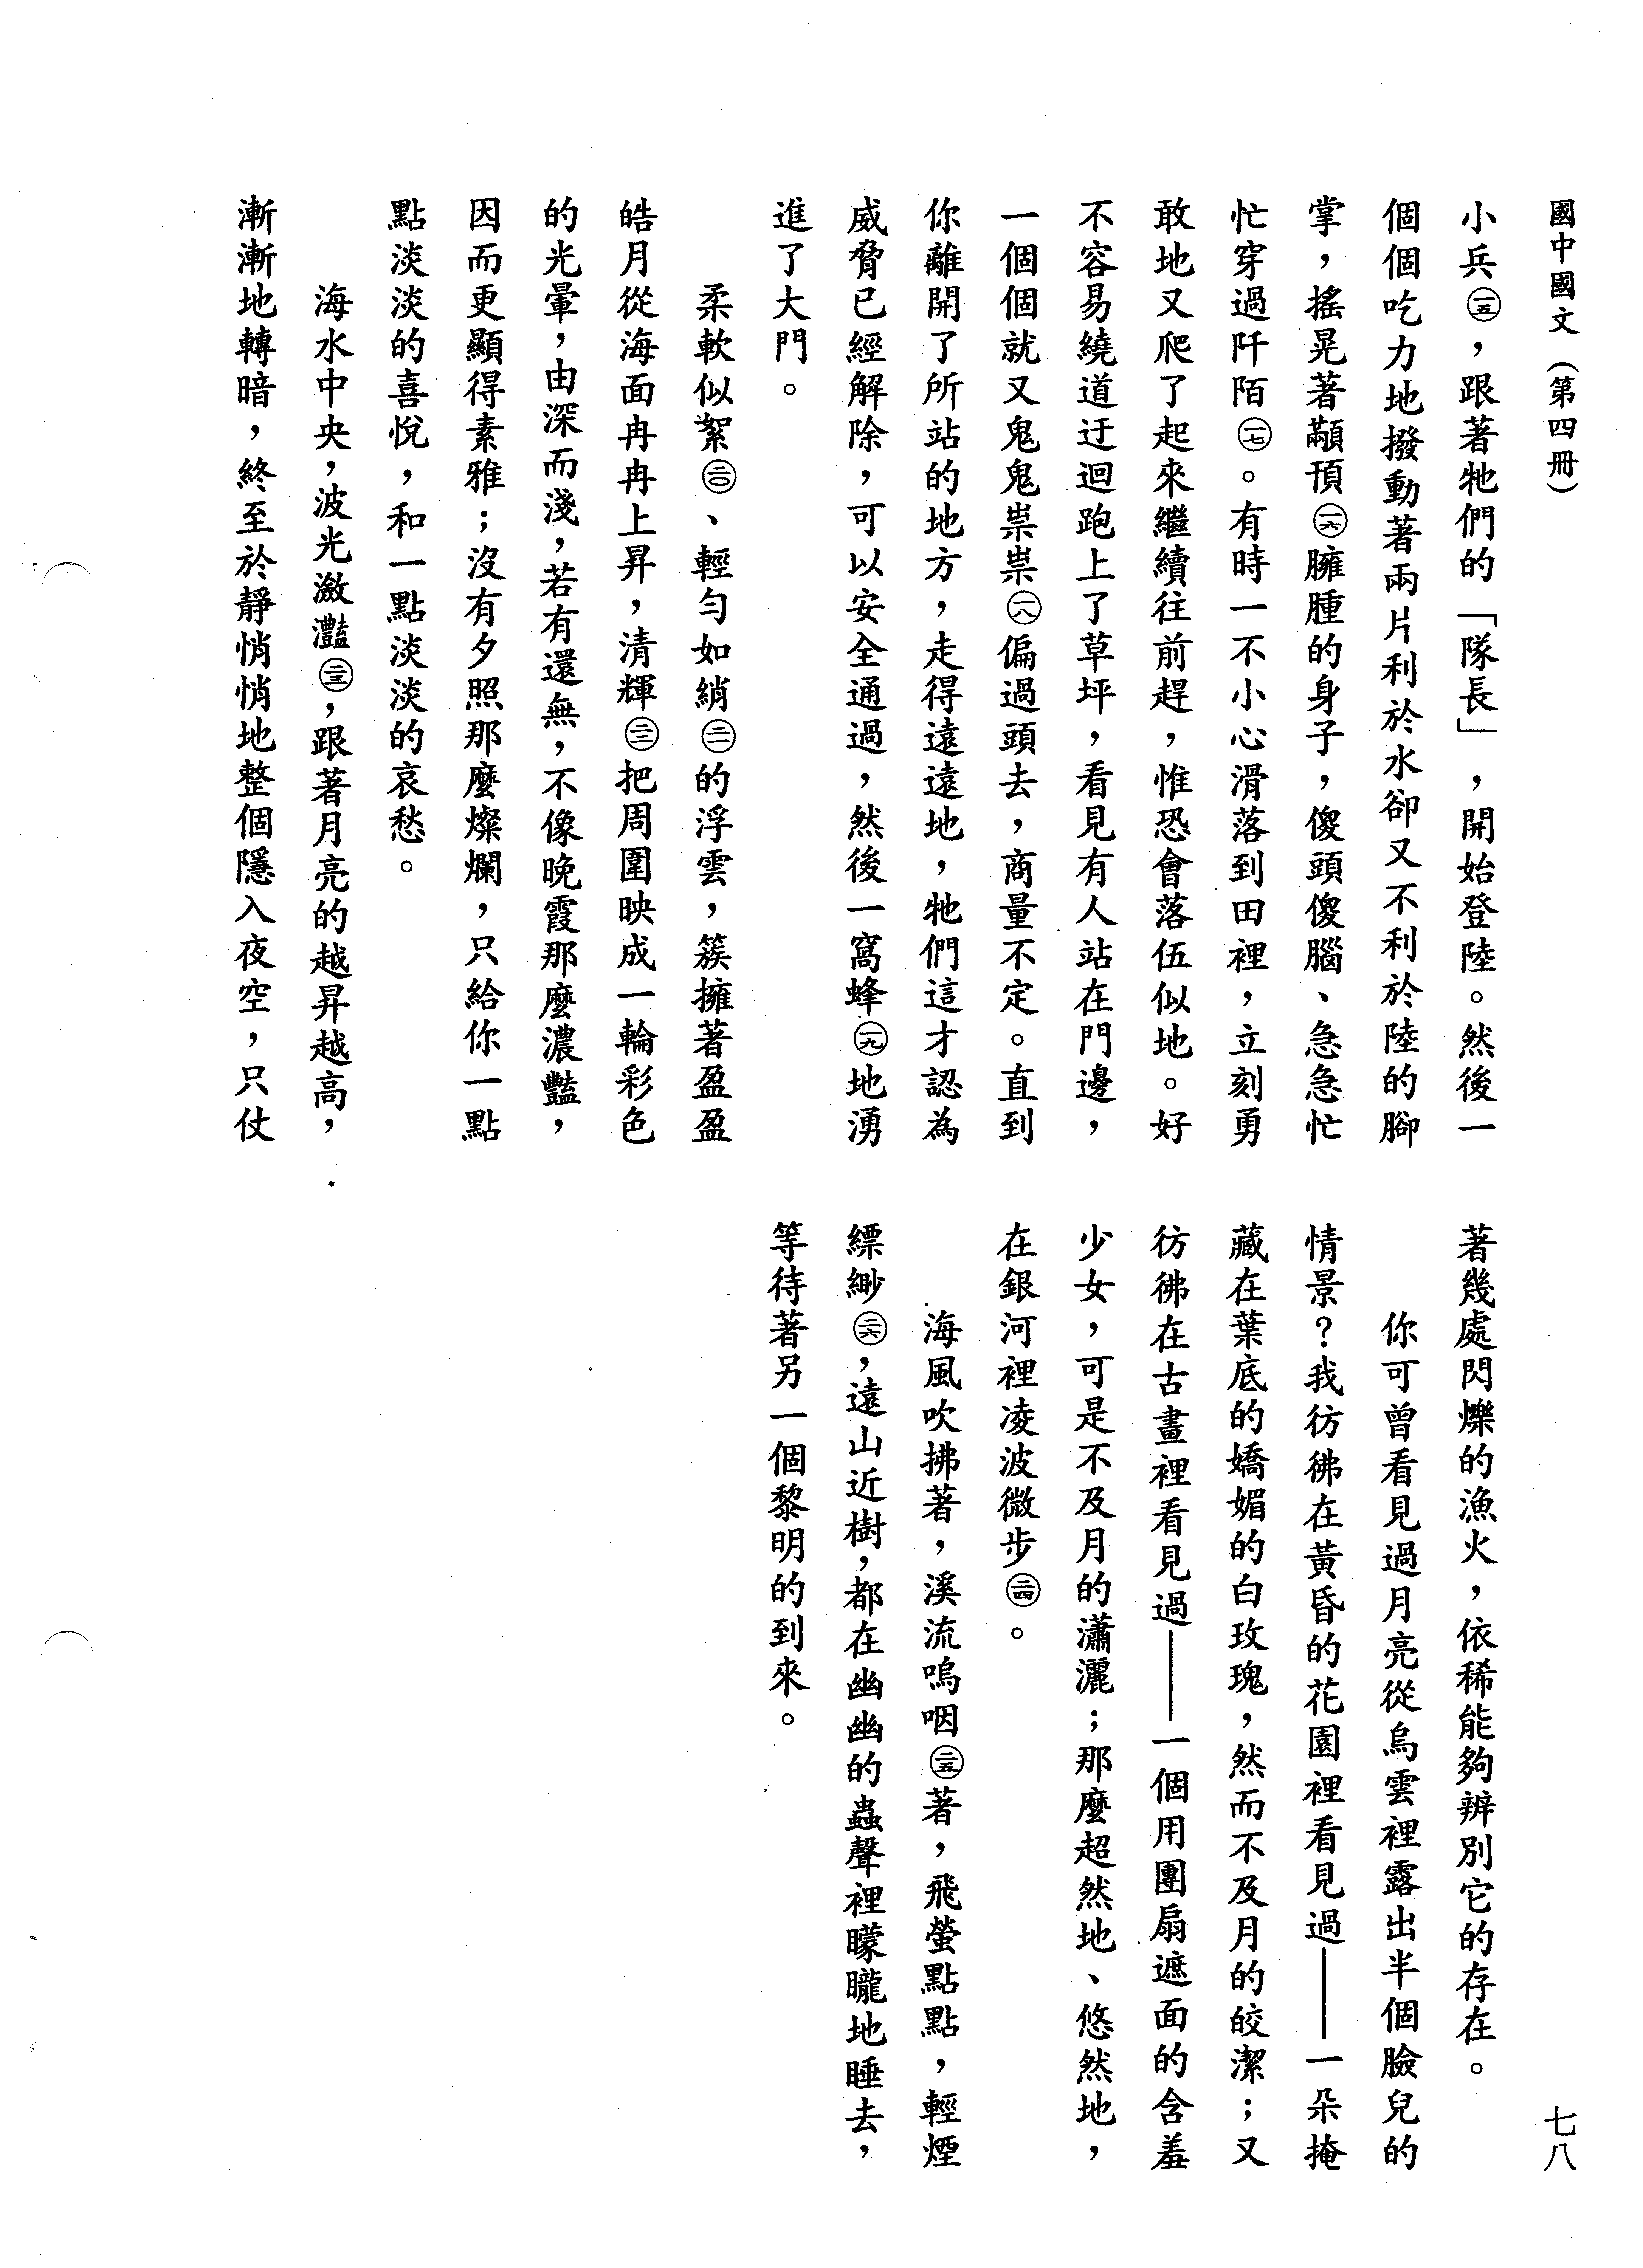 國中國文（第四冊）
七八
小兵㊀五，跟著牠們的「隊長」，開始登陸。然後一
個個吃力地撥動著兩片利於水卻又不利於陸的腳
掌，搖晃著顢頇㊀六臃腫的身子，傻頭傻腦、急急忙
忙穿過阡陌㊀七。有時一不小心滑落到田裡，立刻勇
敢地又爬了起來繼續往前趕，惟恐會落伍似地。好
不容易繞道迂迴跑上了草坪，看見有人站在門邊，
一個個就又鬼鬼祟祟㊀八偏過頭去，商量不定。直到
你離開了所站的地方，走得遠遠地，牠們這才認為
威脅已經解除，可以安全通過，然後一窩蜂㊀九地湧
進了大門。
柔軟似絮㊁〇、輕勻如綃㊁一的浮雲，簇擁著盈盈
皓月從海面冉冉上昇，清輝㊁二把周圍映成一輪彩色
的光暈，由深而淺，若有還無，不像晚霞那麼濃豔，
因而更顯得素雅；沒有夕照那麼燦爛，只給你一點
點淡淡的喜悅，和一點淡淡的哀愁。
海水中央，波光瀲灩㊁三，跟著月亮的越昇越高，
漸漸地轉暗，終至於靜悄悄地整個隱入夜空，只仗
著幾處閃爍的漁火，依稀能夠辨別它的存在。
你可曾看見過月亮從烏雲裡露出半個臉兒的
情景？我彷彿在黃昏的花園裡看見過——一朵掩
藏在葉底的嬌媚的白玫瑰，然而不及月的皎潔；又
彷彿在古畫裡看見過——一個用團扇遮面的含羞
少女，可是不及月的瀟灑；那麼超然地、悠然地，
在銀河裡凌波微步㊁四。
海風吹拂著，溪流嗚咽㊁五著，飛螢點點，輕煙
縹緲㊁六，遠山近樹，都在幽幽的蟲聲裡矇矓地睡去，
等待著另一個黎明的到來。